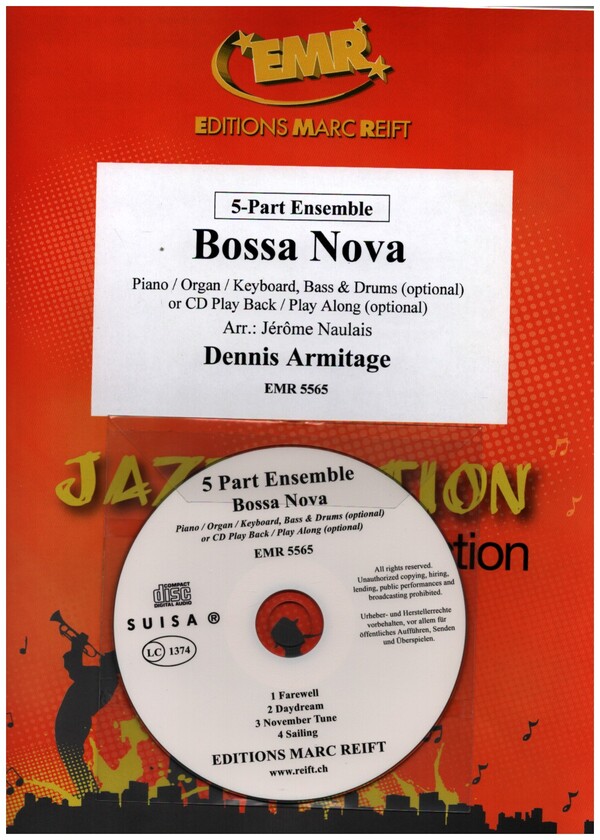 EMR
EDITIONS MARC REIFT
5-Part Ensemble
Bossa Nova
Piano / Organ / Keyboard, Bass & Drums (optional)
or CD Play Back / Play Along (optional)
Arr.: Jérôme Naulais
Dennis Armitage
EMR 5565
5 Part Ensemble
Bossa Nova
Piano / Organ / Keyboard, Bass & Drums (optional)
or CD Play Back / Play Along (optional)
EMR 5565
COMPACT
disc
DIGITAL AUDIO
SUISA ®
LC 1374
All rights reserved.
Unauthorized copying, hiring,
lending, public performances and
broadcasting prohibited.
Urheber- und Herstellerrechte
vorbehalten, vor allem für
öffentliches Aufführen, Senden
und Überspielen.
1 Farewell
2 Daydream
3 November Tune
4 Sailing
EDITIONS MARC REIFT
www.reift.ch